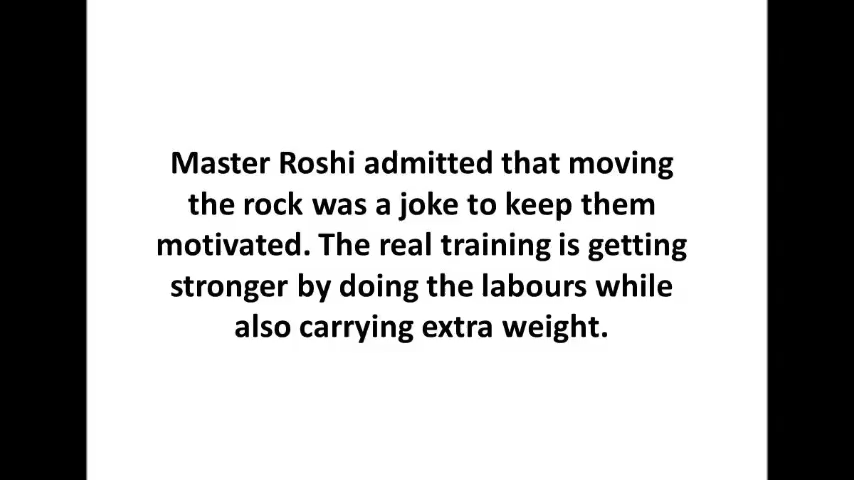 Master Roshi admitted that moving
the rock was a joke to keep them
motivated. The real training is getting
stronger by doing the labours while
also carrying extra weight.